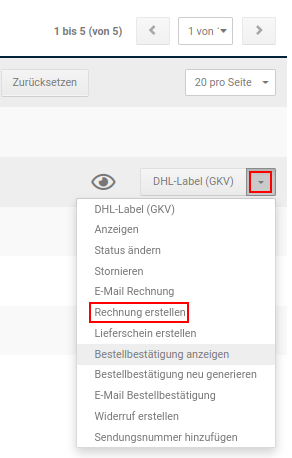 1 bis 5 (von 5)
1 von
Zurücksetzen
20 pro Seite
DHL-Label (GKV)
DHL-Label (GKV)
Anzeigen
Status ändern
Stornieren
E-Mail Rechnung
Rechnung erstellen
Lieferschein erstellen
Bestellbestätigung anzeigen
Bestellbestätigung neu generieren
E-Mail Bestellbestätigung
Widerruf erstellen
Sendungsnummer hinzufügen